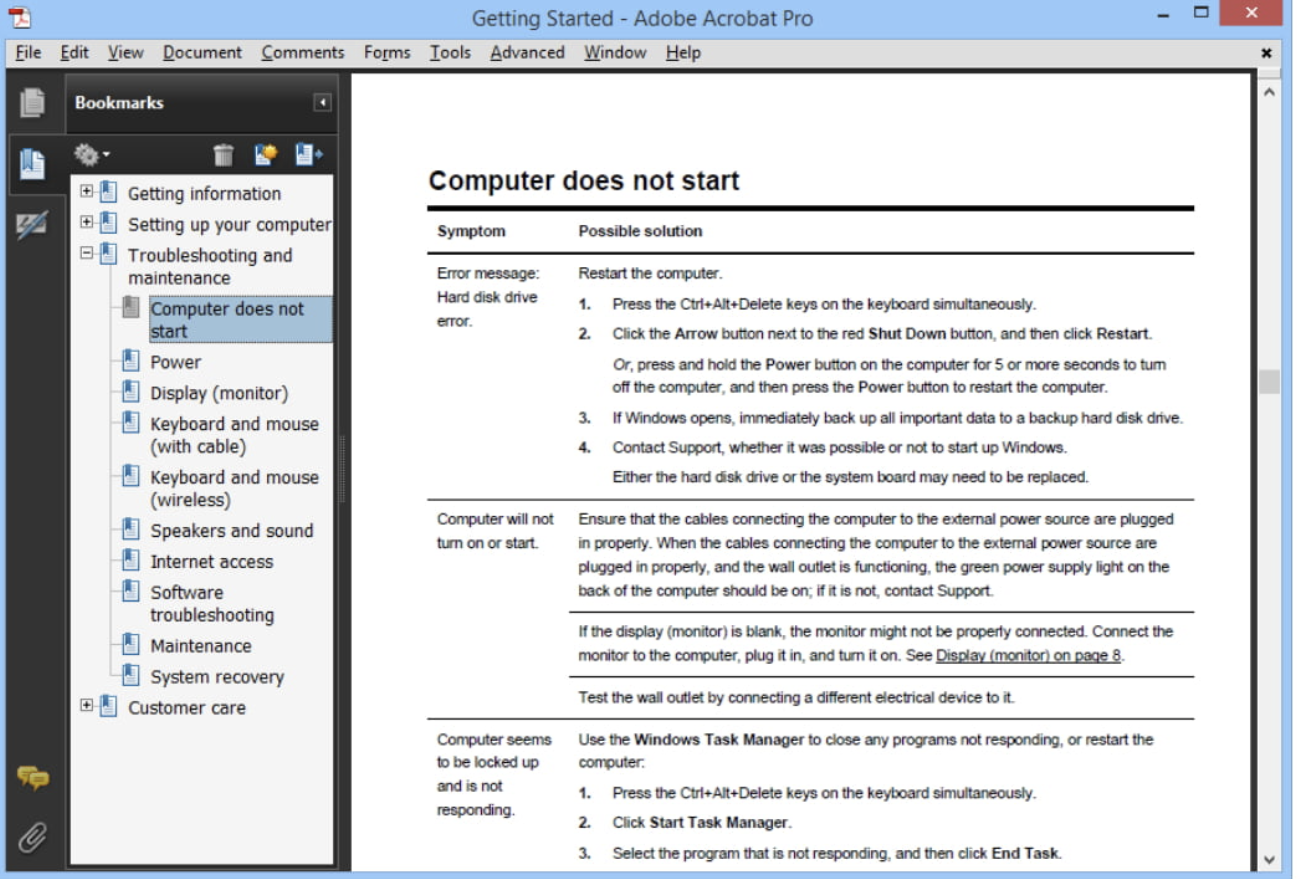 Getting Started - Adobe Acrobat Pro
File Edit View Document Comments Forms Tools Advanced Window Help
Bookmarks
Getting information
Setting up your computer
Troubleshooting and
maintenance
Computer does not
start
Power
Display (monitor)
Keyboard and mouse
(with cable)
Keyboard and mouse
(wireless)
Speakers and sound
Internet access
Software
troubleshooting
Maintenance
System recovery
Customer care
Computer does not start
Symptom Possible solution
Error message:
Hard disk drive
error.
Restart the computer.
1. Press the Ctrl+Alt+Delete keys on the keyboard simultaneously.
2. Click the Arrow button next to the red Shut Down button, and then click Restart.
Or, press and hold the Power button on the computer for 5 or more seconds to turn
off the computer, and then press the Power button to restart the computer.
3. If Windows opens, immediately back up all important data to a backup hard disk drive.
4. Contact Support, whether it was possible or not to start up Windows.
Either the hard disk drive or the system board may need to be replaced.
Computer will not
turn on or start.
Ensure that the cables connecting the computer to the external power source are plugged
in properly. When the cables connecting the computer to the external power source are
plugged in properly, and the wall outlet is functioning, the green power supply light on the
back of the computer should be on; if it is not, contact Support.
If the display (monitor) is blank, the monitor might not be properly connected. Connect the
monitor to the computer, plug it in, and turn it on. See Display (monitor) on page 8.
Test the wall outlet by connecting a different electrical device to it.
Computer seems
to be locked up
and is not
responding.
Use the Windows Task Manager to close any programs not responding, or restart the
computer:
1. Press the Ctrl+Alt+Delete keys on the keyboard simultaneously.
2. Click Start Task Manager.
3. Select the program that is not responding, and then click End Task.